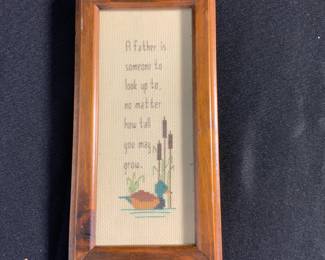 A father is
someone to
look up to,
no matter
how tall
you may
grow.